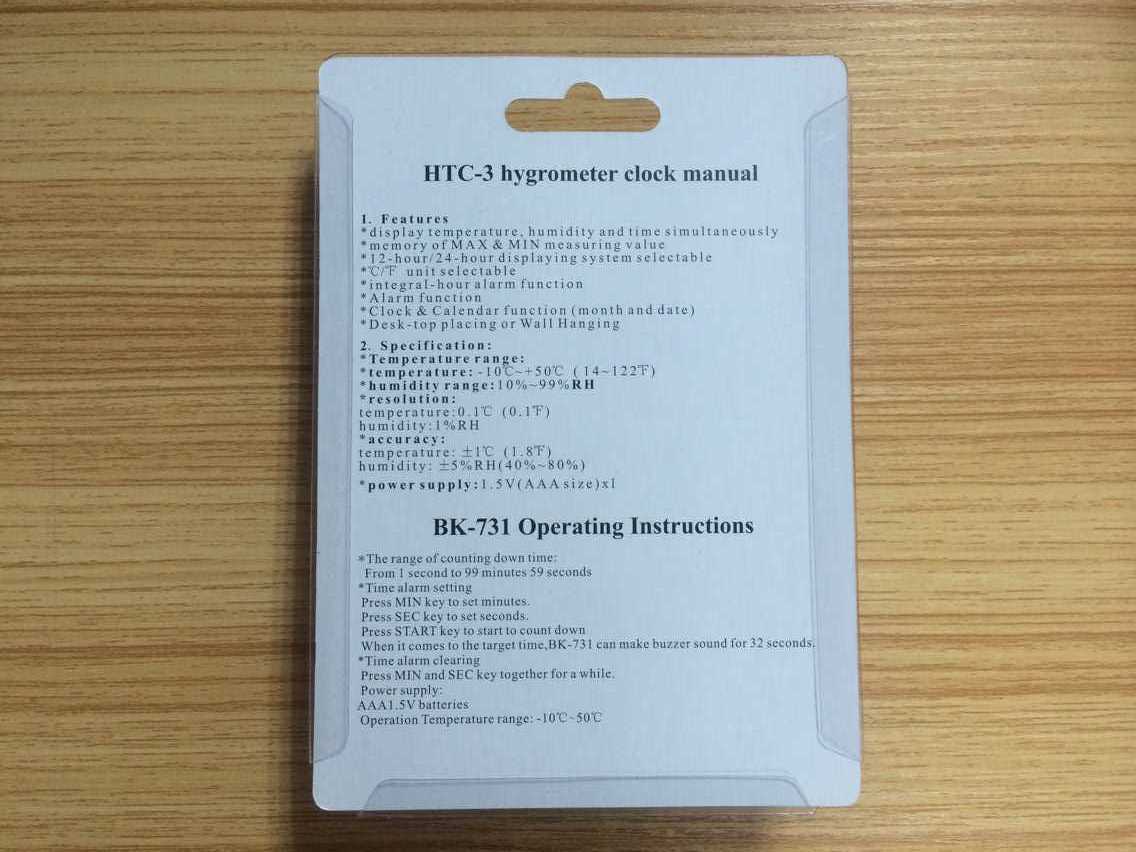 HTC-3 hygrometer clock manual
1. Features
*display temperature, humidity and time simultaneously
*memory of MAX & MIN measuring value
*12-hour/24-hour displaying system selectable
*℃/℉ unit selectable
*integral-hour alarm function
*Alarm function
*Clock & Calendar function (month and date)
*Desk-top placing or Wall Hanging
2. Specification:
*Temperature range:
*temperature: -10℃~+50℃ (14~122℉)
*humidity range:10%~99%RH
*resolution:
temperature:0.1℃ (0.1℉)
humidity:1%RH
*accuracy:
temperature: ±1℃ (1.8℉)
humidity: ±5%RH(40%~80%)
*power supply:1.5V(AAA size)x1
BK-731 Operating Instructions
*The range of counting down time:
From 1 second to 99 minutes 59 seconds
*Time alarm setting
Press MIN key to set minutes.
Press SEC key to set seconds.
Press START key to start to count down
When it comes to the target time,BK-731 can make buzzer sound for 32 seconds.
*Time alarm clearing
Press MIN and SEC key together for a while.
Power supply:
AAA1.5V batteries
Operation Temperature range: -10℃~50℃